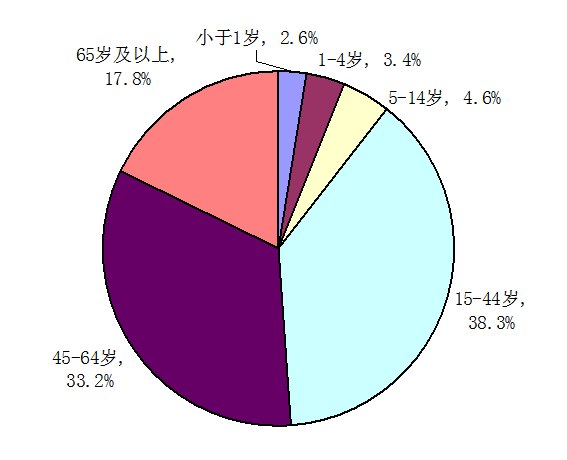 小于1岁, 2.6%
1-4岁, 3.4%
5-14岁, 4.6%
15-44岁,
38.3%
45-64岁,
33.2%
65岁及以上,
17.8%